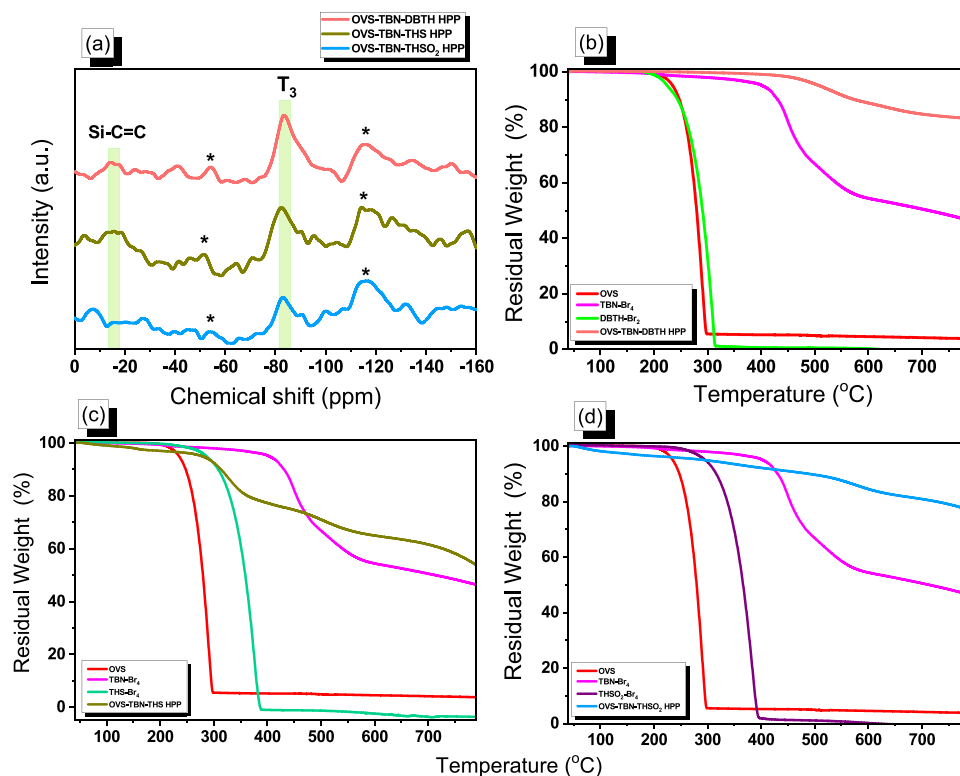 (a)
OVS-TBN-DBTH HPP
OVS-TBN-THS HPP
OVS-TBN-THSO₂ HPP
T₃
Si-C=C
*
*
*
*
*
*
Intensity (a.u.)
0 -20 -40 -60 -80 -100 -120 -140 -160
Chemical shift (ppm)
(b)
Residual Weight (%)
100
80
60
40
20
0
OVS
TBN-Br₄
DBTH-Br₂
OVS-TBN-DBTH HPP
100 200 300 400 500 600 700
Temperature (°C)
(c)
Residual Weight (%)
100
80
60
40
20
0
OVS
TBN-Br₄
THS-Br₄
OVS-TBN-THS HPP
100 200 300 400 500 600 700
(d)
Residual Weight (%)
100
80
60
40
20
0
OVS
TBN-Br₄
THSO₂-Br₄
OVS-TBN-THSO₂ HPP
100 200 300 400 500 600 700
Temperature (°C)